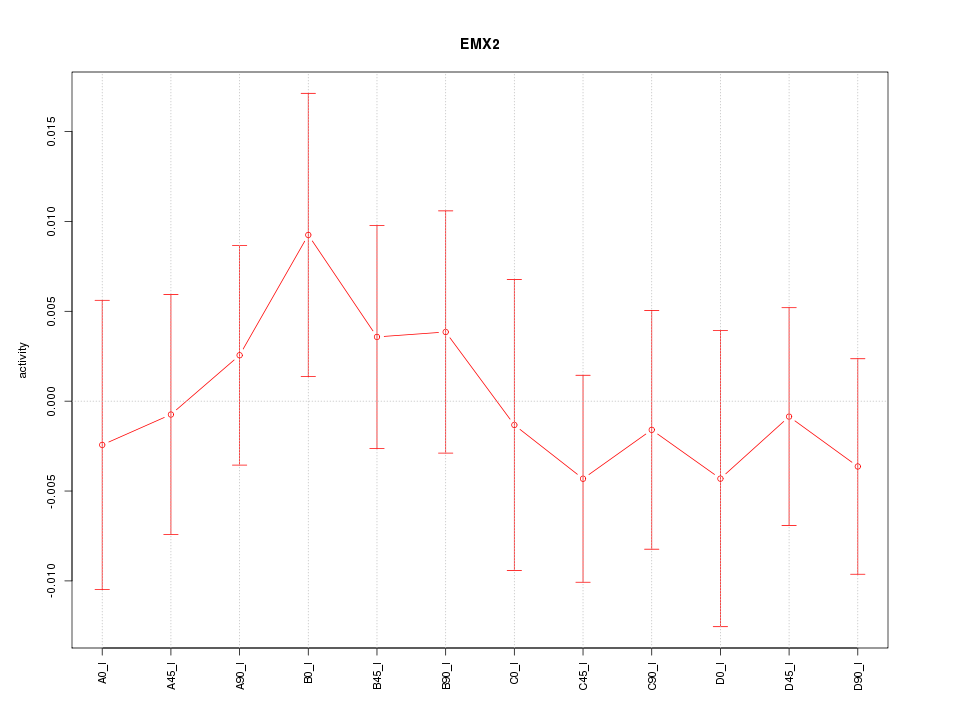 EMX2
activity
0.015
0.010
0.005
0.000
-0.005
-0.010
A0_I
A45_I
A90_I
B0_I
B45_I
B90_I
C0_I
C45_I
C90_I
D0_I
D45_I
D90_I